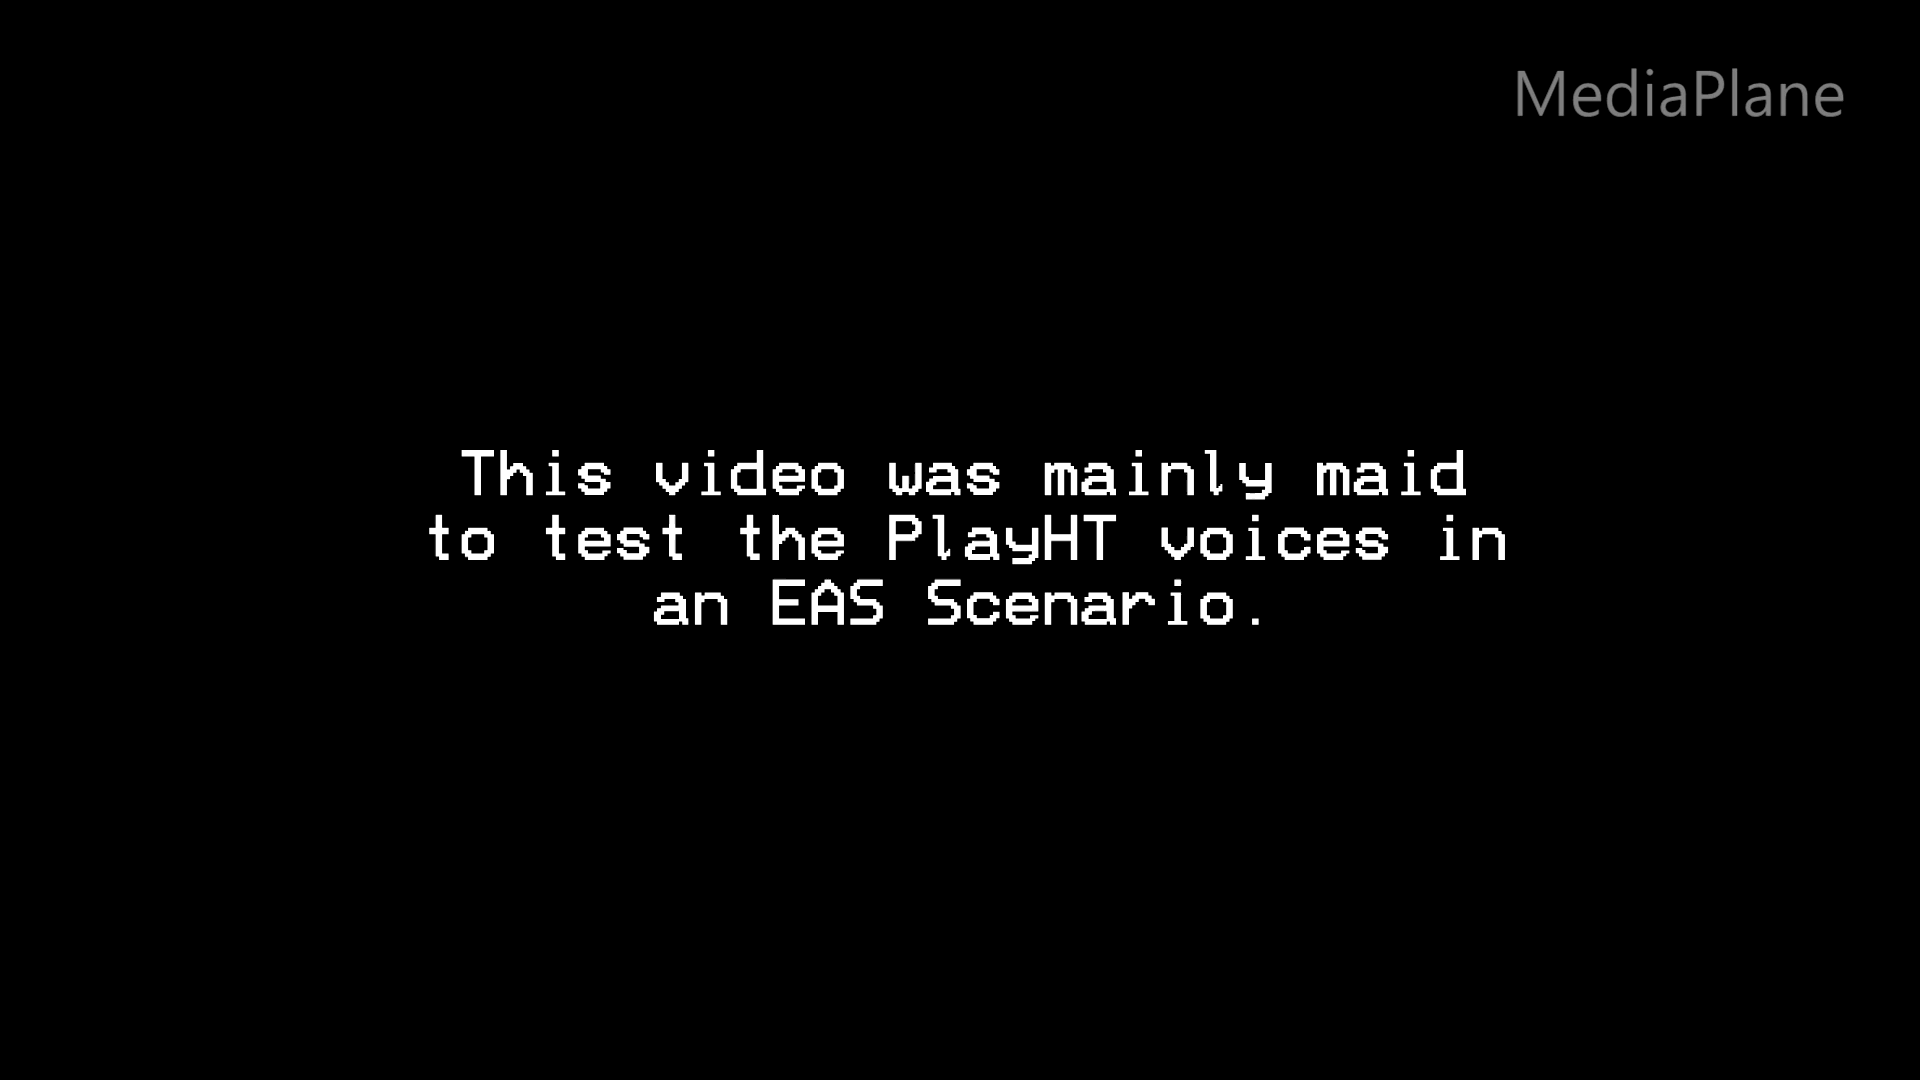 MediaPlane
This video was mainly maid
to test the PlayHT voices in
an EAS Scenario.